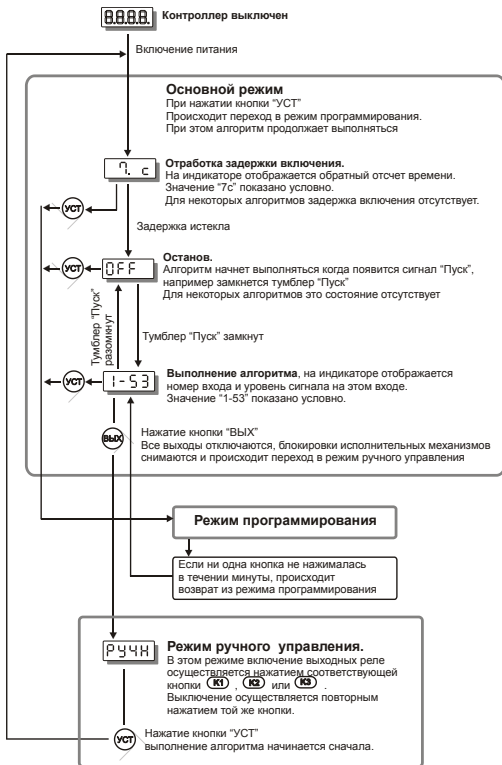 8.8.8.8.
Контроллер выключен
Включение питания
Основной режим
При нажатии кнопки “УСТ”
Происходит переход в режим программирования.
При этом алгоритм продолжает выполняться
7. c
Отработка задержки включения.
На индикаторе отображается обратный отсчет времени.
Значение “7с” показано условно.
Для некоторых алгоритмов задержка включения отсутствует.
УСТ
Задержка истекла
УСТ
OFF
Останов.
Алгоритм начнет выполняться когда появится сигнал “Пуск”,
например замкнется тумблер “Пуск”
Для некоторых алгоритмов это состояние отсутствует
Тумблер “Пуск”
разомкнут
Тумблер “Пуск” замкнут
УСТ
1-53
Выполнение алгоритма, на индикаторе отображается
номер входа и уровень сигнала на этом входе.
Значение “1-53” показано условно.
ВЫХ
Нажатие кнопки “ВЫХ”
Все выходы отключаются, блокировки исполнительных механизмов
снимаются и происходит переход в режим ручного управления
Режим программирования
Если ни одна кнопка не нажималась
в течении минуты, происходит
возврат из режима программирования
РУЧН
Режим ручного управления.
В этом режиме включение выходных реле
осуществляется нажатием соответствующей
кнопки К1 , К2 или К3 .
Выключение осуществляется повторным
нажатием той же кнопки.
УСТ
Нажатие кнопки “УСТ”
выполнение алгоритма начинается сначала.